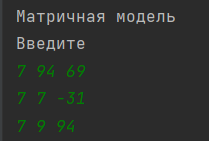 Матричная модель
Введите
7 94 69
7 7 -31
7 9 94